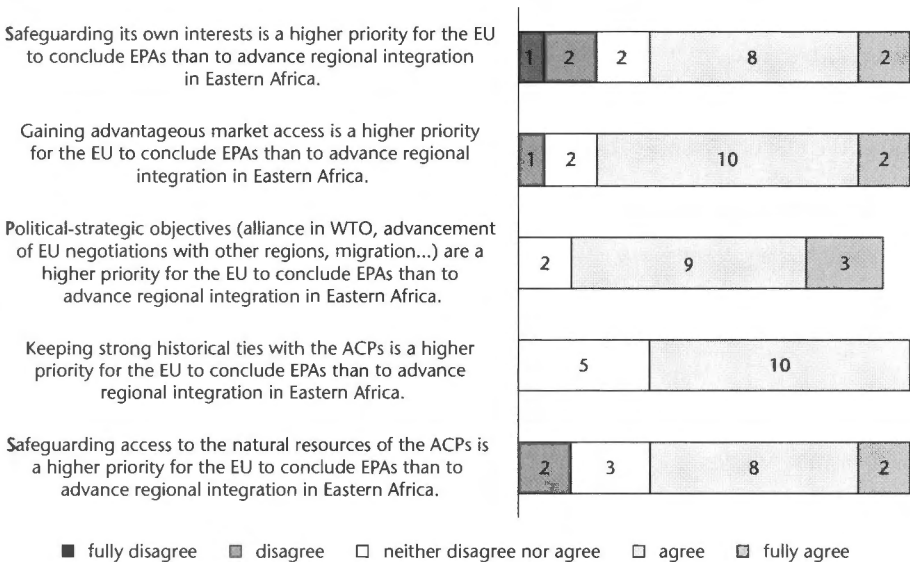 Safeguarding its own interests is a higher priority for the EU
to conclude EPAs than to advance regional integration
in Eastern Africa.
1 2 2 8 2
Gaining advantageous market access is a higher priority
for the EU to conclude EPAs than to advance regional
integration in Eastern Africa.
1 2 10 2
Political-strategic objectives (alliance in WTO, advancement
of EU negotiations with other regions, migration...) are a
higher priority for the EU to conclude EPAs than to
advance regional integration in Eastern Africa.
2 9 3
Keeping strong historical ties with the ACPs is a higher
priority for the EU to conclude EPAs than to advance
regional integration in Eastern Africa.
5 10
Safeguarding access to the natural resources of the ACPs is
a higher priority for the EU to conclude EPAs than to
advance regional integration in Eastern Africa.
2 3 8 2
fully disagree disagree neither disagree nor agree agree fully agree